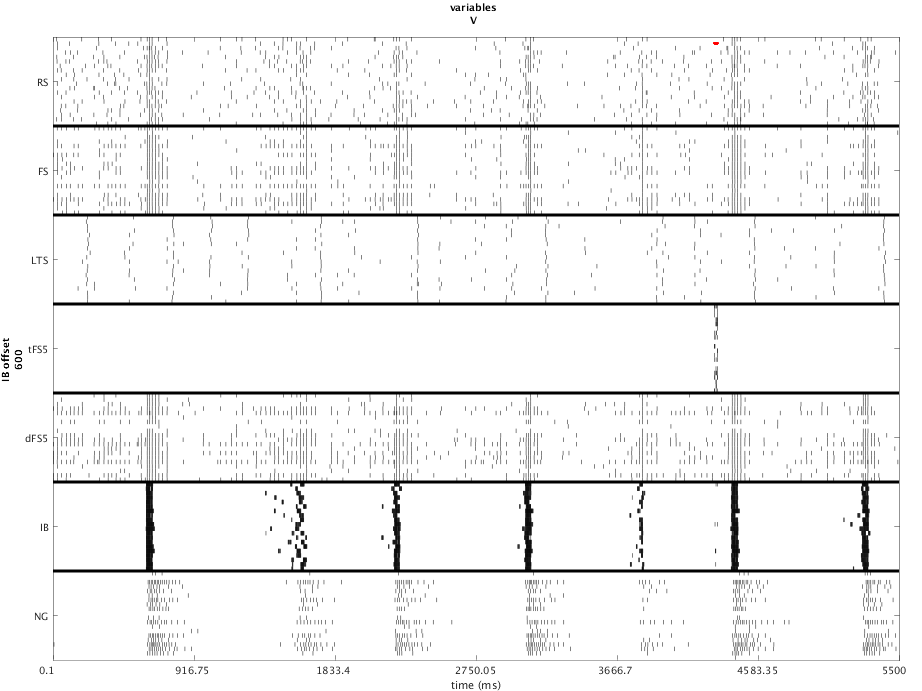 variables
V
RS
FS
LTS
tFS5
dFS5
IB
NG
IB offset
600
0.1
916.75
1833.4
2750.05
3666.7
4583.35
5500
time (ms)